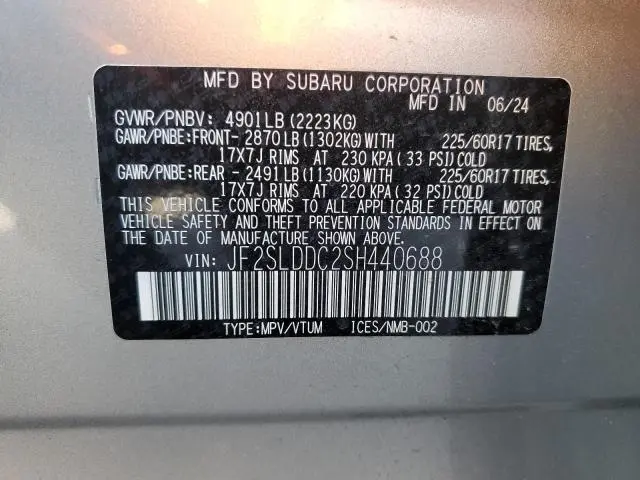 MFD BY SUBARU CORPORATION
MFD IN 06/24
GVWR/PNBV: 4901LB (2223KG)
GAWR/PNBE:FRONT- 2870LB (1302KG)WITH 225/60R17 TIRES,
17X7J RIMS AT 230 KPA ( 33 PSI)COLD
GAWR/PNBE:REAR - 2491LB (1130KG)WITH 225/60R17 TIRES,
17X7J RIMS AT 220 KPA ( 32 PSI)COLD
THIS VEHICLE CONFORMS TO ALL APPLICABLE FEDERAL MOTOR
VEHICLE SAFETY AND THEFT PREVENTION STANDARDS IN EFFECT ON
THE DATE OF MANUFACTURE SHOWN ABOVE.
VIN: JF2SLDDC2SH440688
TYPE:MPV/VTUM ICES/NMB-002